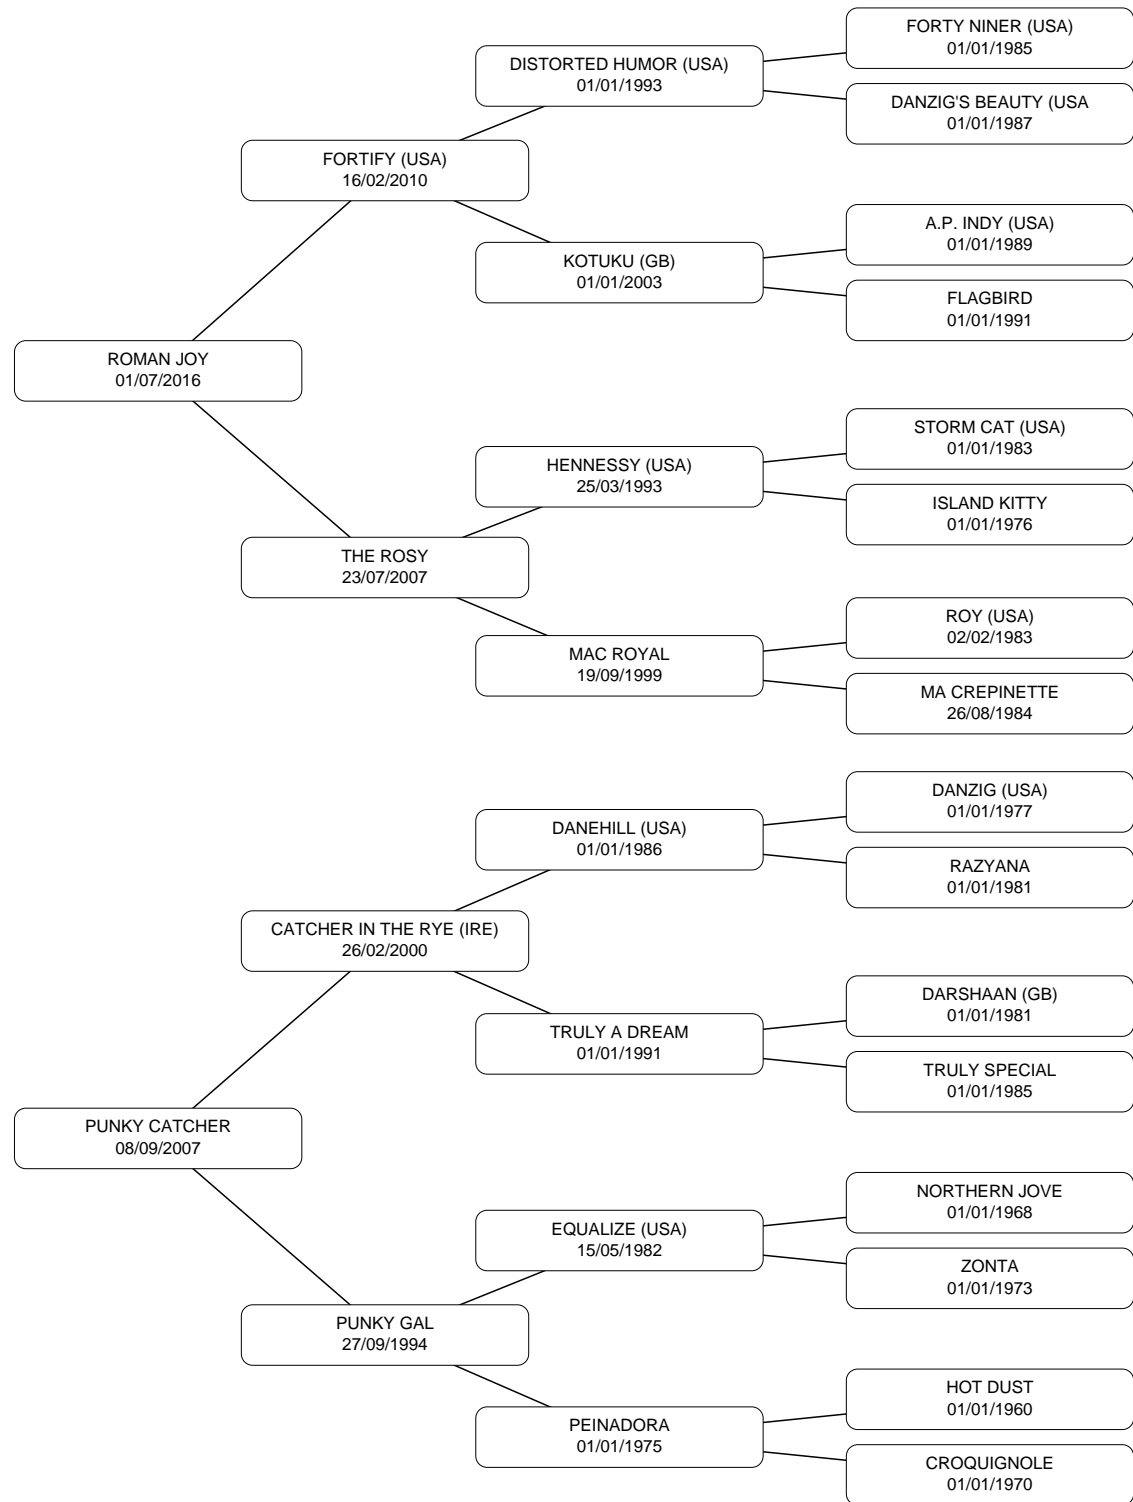 FORTY NINER (USA)
01/01/1985
DISTORTED HUMOR (USA)
01/01/1993
DANZIG'S BEAUTY (USA
01/01/1987
FORTIFY (USA)
16/02/2010
A.P. INDY (USA)
01/01/1989
KOTUKU (GB)
01/01/2003
FLAGBIRD
01/01/1991
ROMAN JOY
01/07/2016
STORM CAT (USA)
01/01/1983
HENNESSY (USA)
25/03/1993
ISLAND KITTY
01/01/1976
THE ROSY
23/07/2007
ROY (USA)
02/02/1983
MAC ROYAL
19/09/1999
MA CREPINETTE
26/08/1984
DANZIG (USA)
01/01/1977
DANEHILL (USA)
01/01/1986
RAZYANA
01/01/1981
CATCHER IN THE RYE (IRE)
26/02/2000
DARSHAAN (GB)
01/01/1981
TRULY A DREAM
01/01/1991
TRULY SPECIAL
01/01/1985
PUNKY CATCHER
08/09/2007
NORTHERN JOVE
01/01/1968
EQUALIZE (USA)
15/05/1982
ZONTA
01/01/1973
PUNKY GAL
27/09/1994
HOT DUST
01/01/1960
PEINADORA
01/01/1975
CROQUIGNOLE
01/01/1970